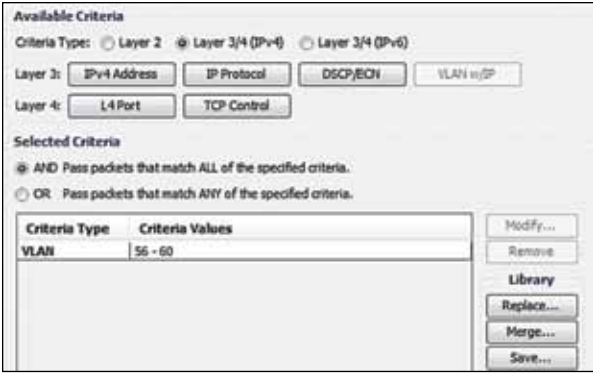 Available Criteria
Criteria Type: Layer 2 Layer 3/4 (IPv4) Layer 3/4 (IPv6)
Layer 3: IPv4 Address IP Protocol DSCP/ECN VLAN w/IP
Layer 4: L4 Port TCP Control
Selected Criteria
AND Pass packets that match ALL of the specified criteria.
OR Pass packets that match ANY of the specified criteria.
Criteria Type Criteria Values
VLAN 56 - 60
Modify...
Remove
Library
Replace...
Merge...
Save...